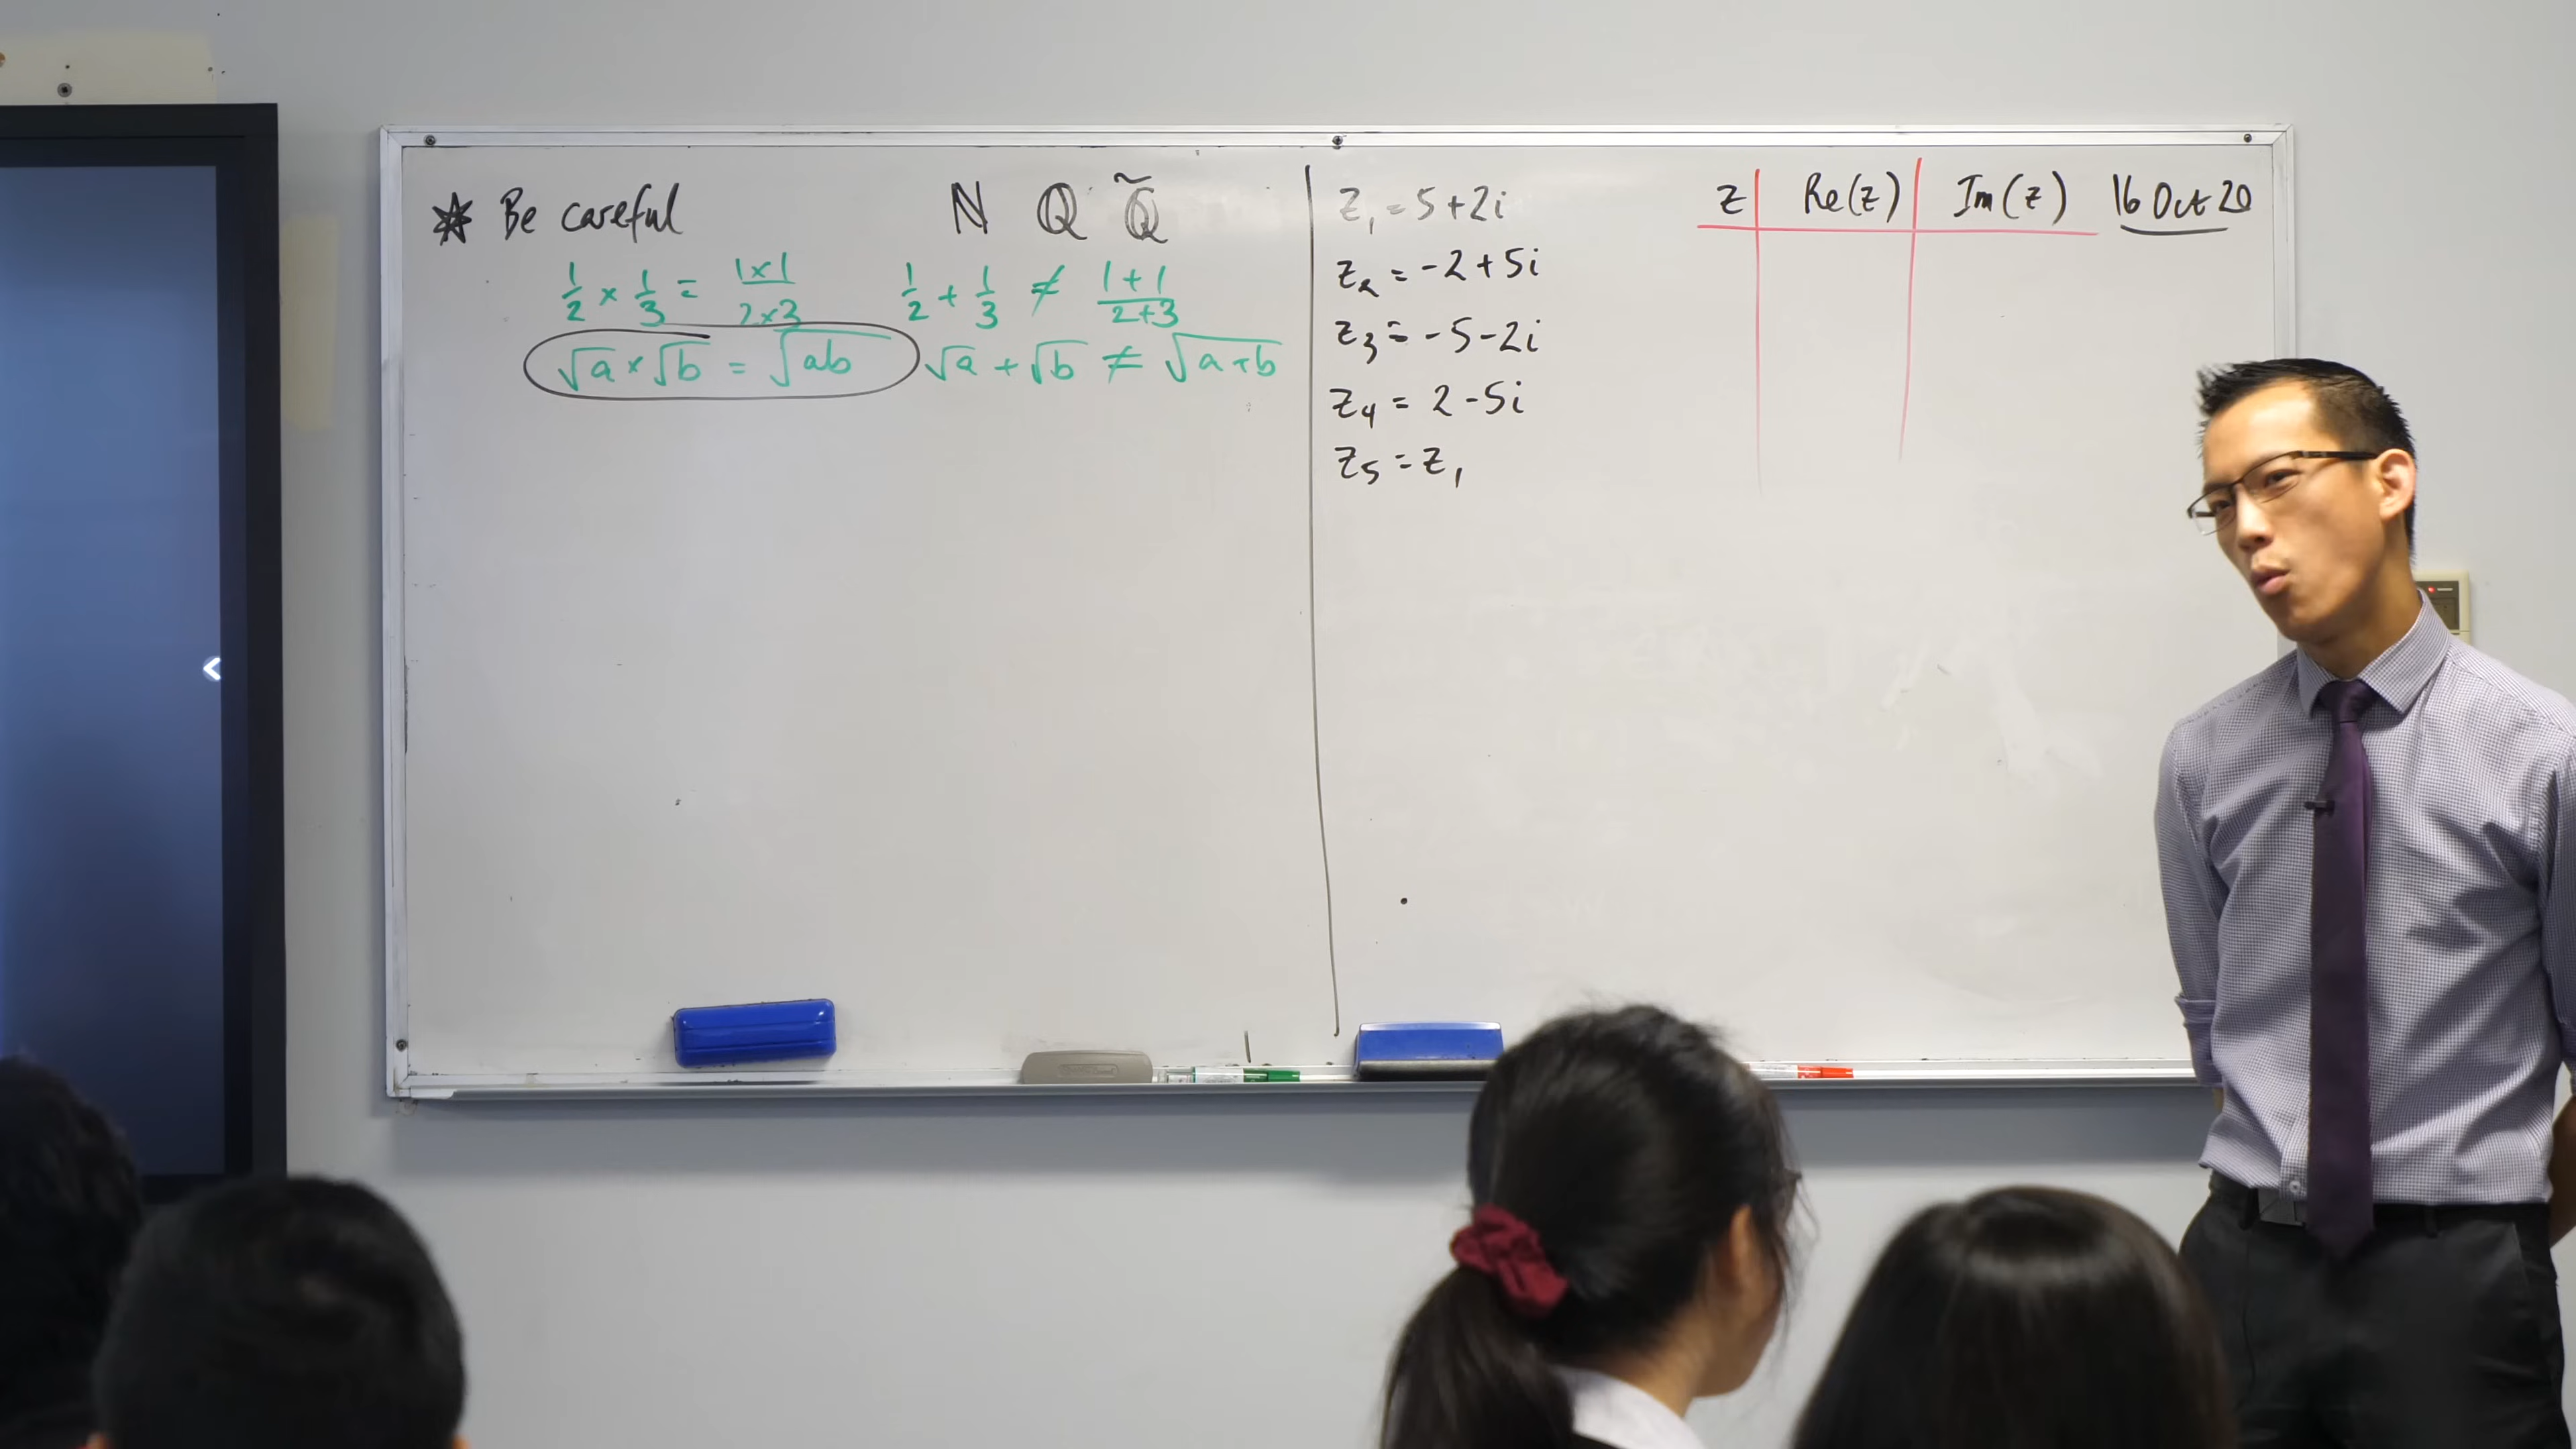 * Be careful
N Q Q̃
1/2 × 1/3 = 1×1/2×3
1/2 + 1/3 ≠ 1+1/2+3
√a × √b = √ab
√a + √b ≠ √a+b
z₁ = 5+2i
z₂ = -2+5i
z₃ = -5-2i
z₄ = 2-5i
z₅ = z₁
z Re(z) Im(z)
16 Oct 20